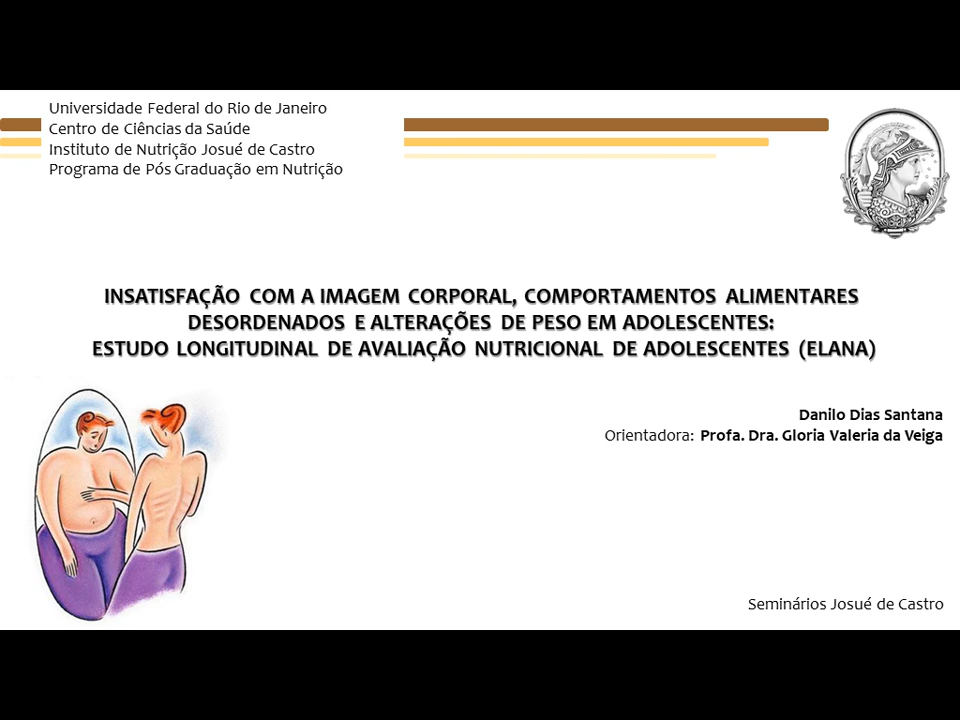 Universidade Federal do Rio de Janeiro
Centro de Ciências da Saúde
Instituto de Nutrição Josué de Castro
Programa de Pós Graduação em Nutrição
INSATISFAÇÃO COM A IMAGEM CORPORAL, COMPORTAMENTOS ALIMENTARES
DESORDENADOS E ALTERAÇÕES DE PESO EM ADOLESCENTES:
ESTUDO LONGITUDINAL DE AVALIAÇÃO NUTRICIONAL DE ADOLESCENTES (ELANA)
Danilo Dias Santana
Orientadora: Profa. Dra. Gloria Valeria da Veiga
Seminários Josué de Castro